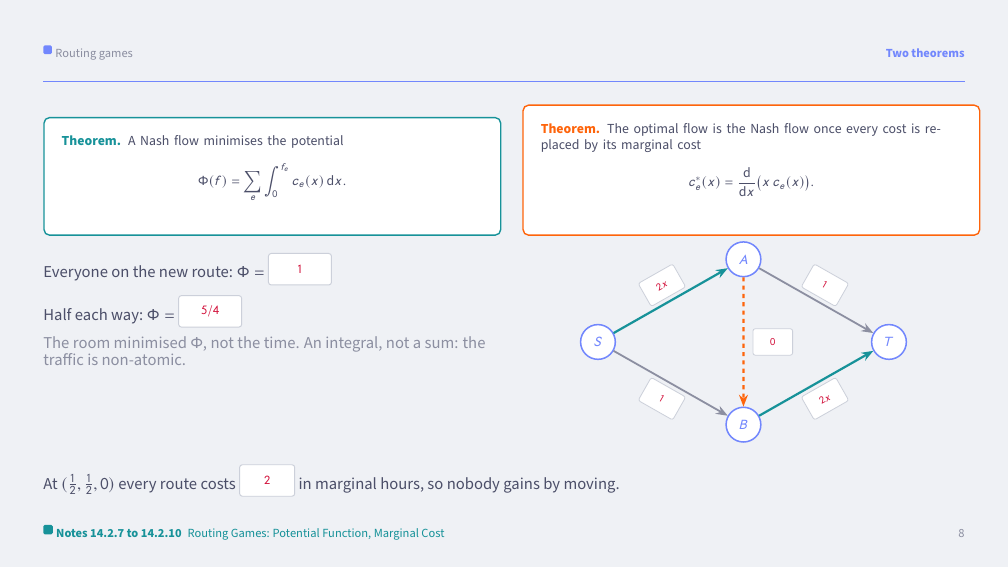 Routing games
Two theorems
Theorem. A Nash flow minimises the potential
Φ(f) = ∑_e ∫_0^{f_e} c_e(x) dx.
Theorem. The optimal flow is the Nash flow once every cost is re-
placed by its marginal cost
c_e^*(x) = d/dx (x c_e(x)).
Everyone on the new route: Φ = 1
Half each way: Φ = 5/4
The room minimised Φ, not the time. An integral, not a sum: the
traffic is non-atomic.
A
2x
1
S
0
T
1
2x
B
At (1/2, 1/2, 0) every route costs 2 in marginal hours, so nobody gains by moving.
Notes 14.2.7 to 14.2.10 Routing Games: Potential Function, Marginal Cost
8